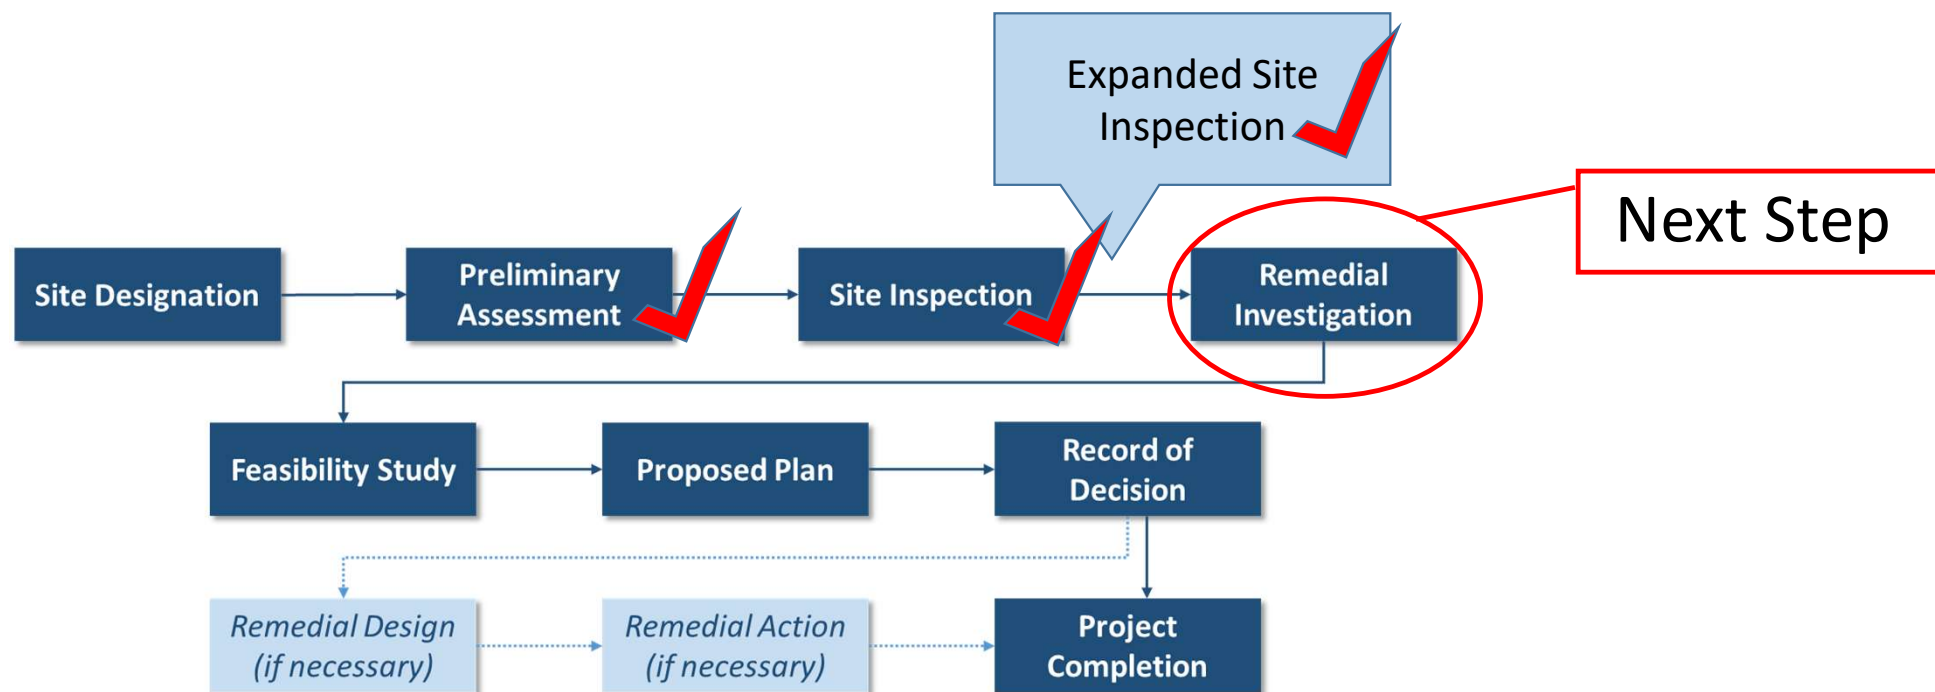 Expanded Site
Inspection
Next Step
Site Designation
Preliminary
Assessment
Site Inspection
Remedial
Investigation
Feasibility Study
Proposed Plan
Record of
Decision
Remedial Design
(if necessary)
Remedial Action
(if necessary)
Project
Completion